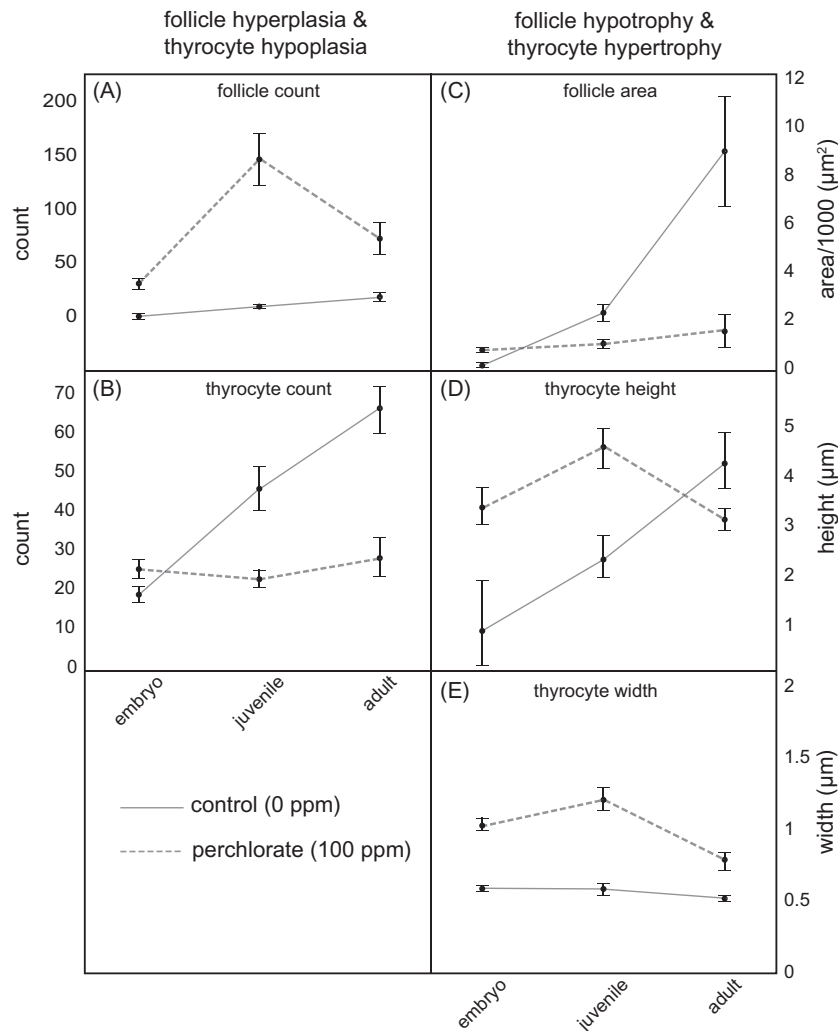 follicle hyperplasia &
thyrocyte hypoplasia
follicle hypotrophy &
thyrocyte hypertrophy
(A)
follicle count
200
150
100
50
0
count
(C)
follicle area
12
10
8
6
4
2
0
area/1000 (μm²)
(B)
thyrocyte count
70
60
50
40
30
20
10
0
count
(D)
thyrocyte height
5
4
3
2
1
height (μm)
embryo
juvenile
adult
control (0 ppm)
perchlorate (100 ppm)
(E)
thyrocyte width
2
1.5
1
0.5
0
width (μm)
embryo
juvenile
adult